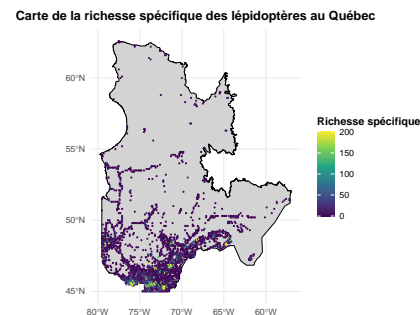 Carte de la richesse spécifique des lépidoptères au Québec
60°N
55°N
50°N
45°N
80°W 75°W 70°W 65°W 60°W
Richesse spécifique
200
150
100
50
0